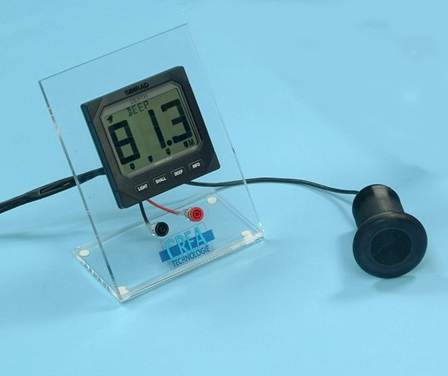 SIMRAD
DEEP
81.3
M
LIGHT SHALL DEEP INFO
CREA
TECHNOLOGIE